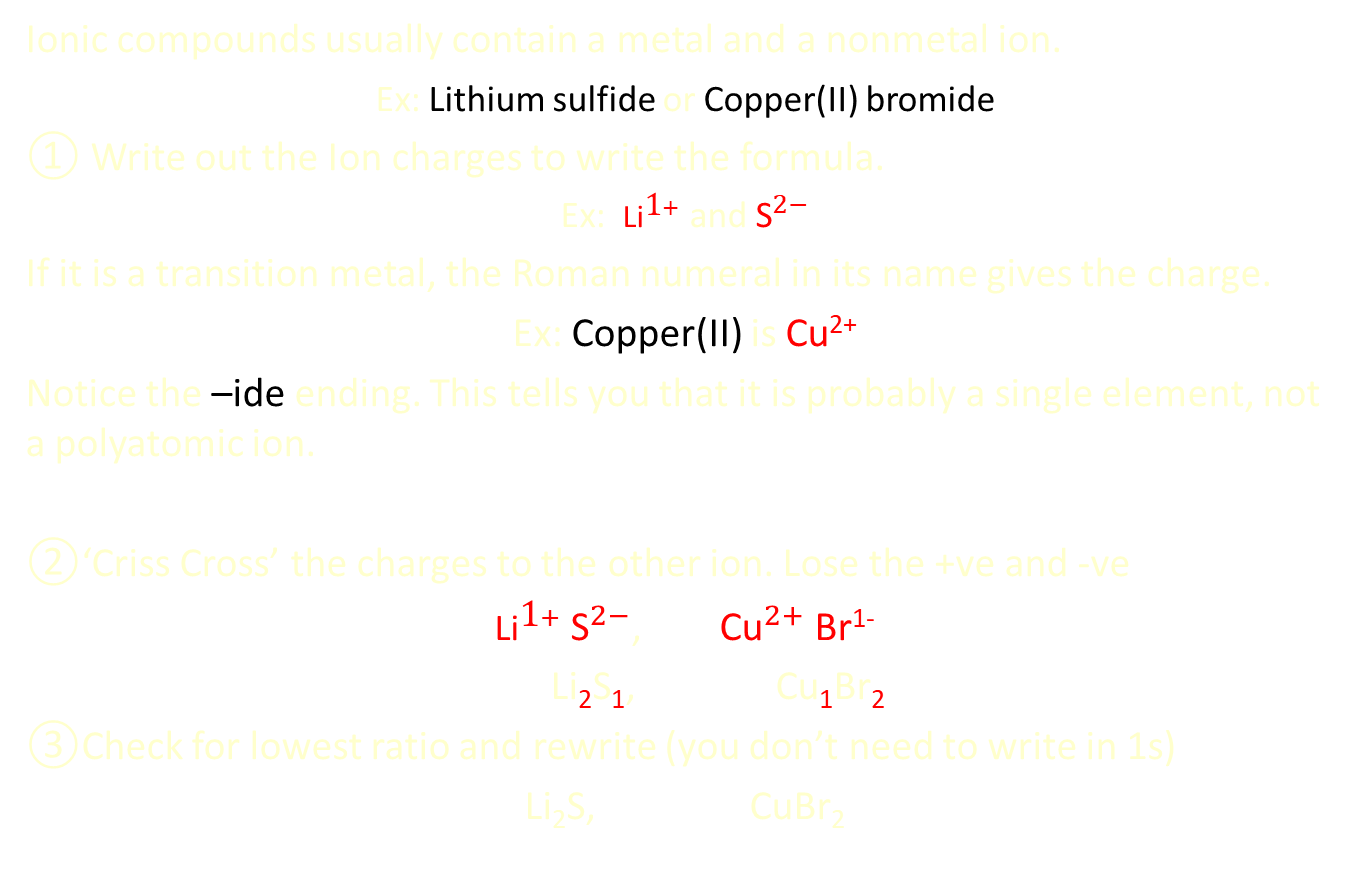 Ionic compounds usually contain a metal and a nonmetal ion.
Ex: Lithium sulfide or Copper(II) bromide
① Write out the Ion charges to write the formula.
Ex: Li¹⁺ and S²⁻
If it is a transition metal, the Roman numeral in its name gives the charge.
Ex: Copper(II) is Cu²⁺
Notice the –ide ending. This tells you that it is probably a single element, not
a polyatomic ion.
② ‘Criss Cross’ the charges to the other ion. Lose the +ve and -ve
Li¹⁺ S²⁻, Cu²⁺ Br¹⁻
Li₂S₁, Cu₁Br₂
③ Check for lowest ratio and rewrite (you don’t need to write in 1s)
Li₂S, CuBr₂